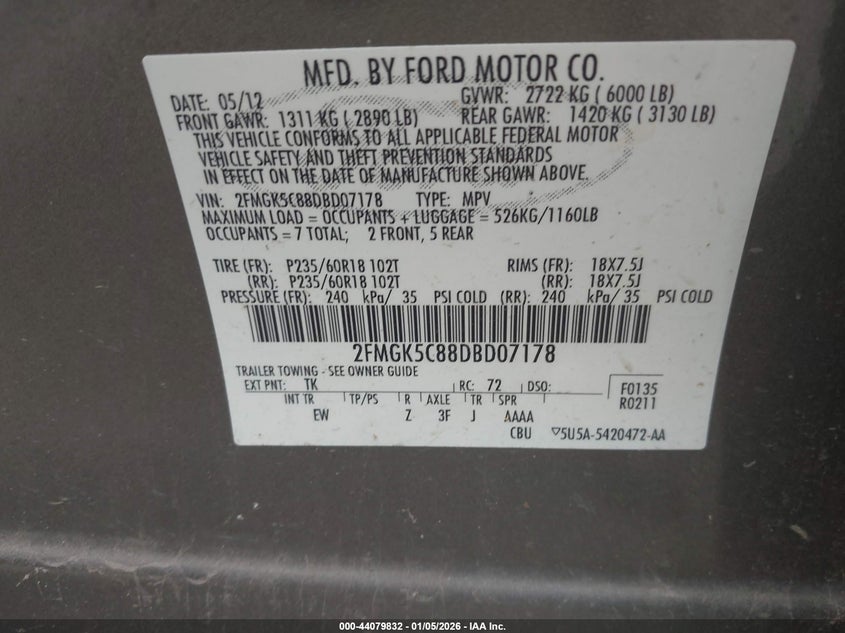 MFD. BY FORD MOTOR CO.
DATE: 05/12 GVWR: 2722 KG ( 6000 LB)
FRONT GAWR: 1311 KG ( 2890 LB) REAR GAWR: 1420 KG ( 3130 LB)
THIS VEHICLE CONFORMS TO ALL APPLICABLE FEDERAL MOTOR
VEHICLE SAFETY AND THEFT PREVENTION STANDARDS
IN EFFECT ON THE DATE OF MANUFACTURE SHOWN ABOVE.
VIN: 2FMGK5C88DBD07178 TYPE: MPV
MAXIMUM LOAD = OCCUPANTS + LUGGAGE = 526KG/1160LB
OCCUPANTS = 7 TOTAL; 2 FRONT, 5 REAR
TIRE (FR): P235/60R18 102T RIMS (FR): 18X7.5J
(RR): P235/60R18 102T (RR): 18X7.5J
PRESSURE (FR): 240 kPa/ 35 PSI COLD (RR): 240 kPa/ 35 PSI COLD
2FMGK5C88DBD07178
TRAILER TOWING - SEE OWNER GUIDE
EXT PNT: TK RC: 72 DSO: F0135
INT TR TP/PS R AXLE TR SPR R0211
EW Z 3F J AAAA
CBU ▽5U5A-5420472-AA
000-44079832 - 01/05/2026 - IAA Inc.